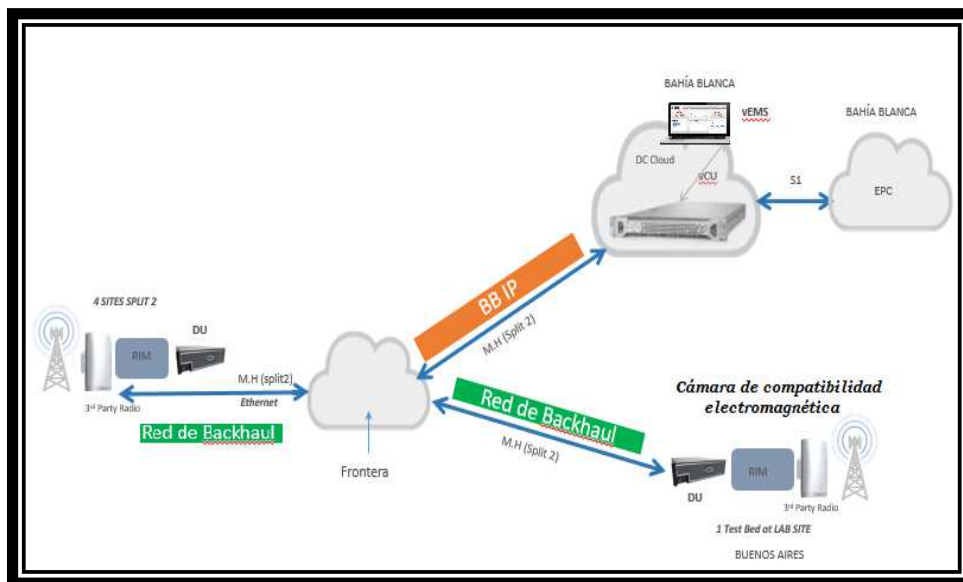 BAHÍA BLANCA
vEMS
BAHÍA BLANCA
DC Cloud
vCU
S1
EPC
BB IP
M.H (Split 2)
4 SITES SPLIT 2
DU
RIM
M.H (split2)
Ethernet
3rd Party Radio
Red de Backhaul
Frontera
Red de Backhaul
M.H (Split 2)
Cámara de compatibilidad
electromagnética
RIM
DU
3rd Party Radio
1 Test Bed at LAB SITE
BUENOS AIRES